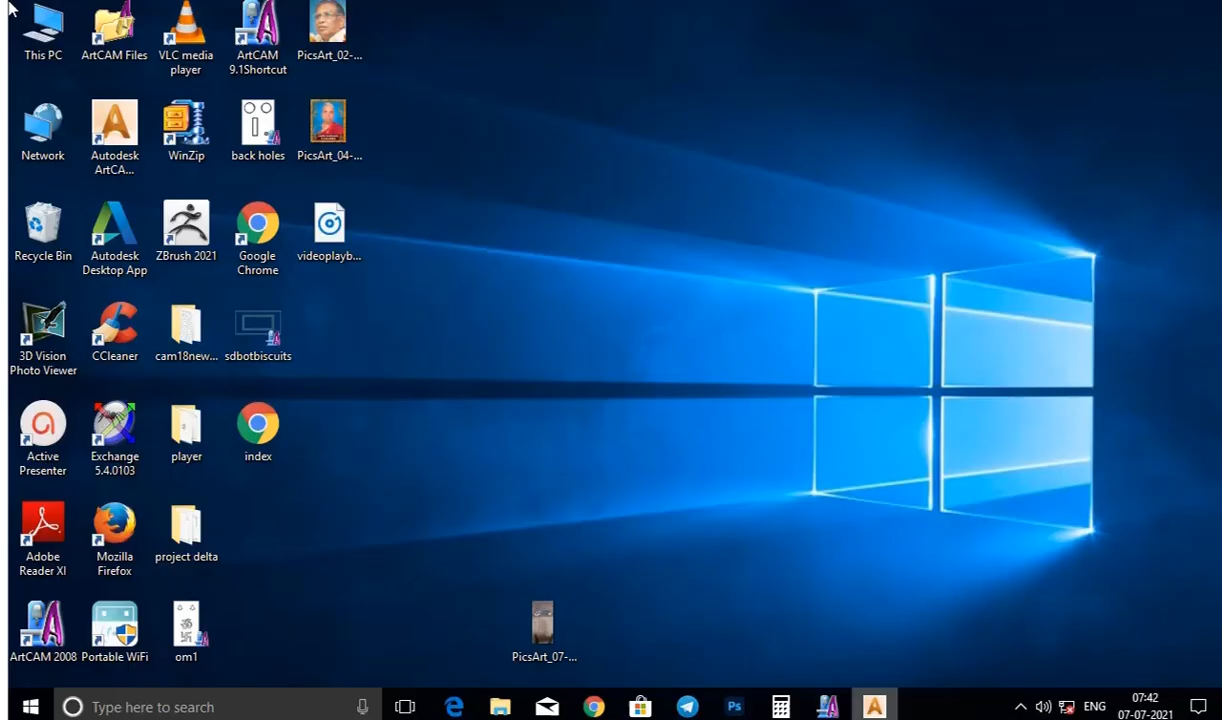 This PC
ArtCAM Files
VLC media
player
ArtCAM
9.1Shortcut
PicsArt_02-...
Network
Autodesk
ArtCA...
WinZip
back holes
PicsArt_04-...
Recycle Bin
Autodesk
Desktop App
ZBrush 2021
Google
Chrome
videoplayb...
3D Vision
Photo Viewer
CCleaner
cam18new...
sdbotbiscuits
Active
Presenter
Exchange
5.4.0103
player
index
Adobe
Reader XI
Mozilla
Firefox
project delta
ArtCAM 2008
Portable WiFi
om1
PicsArt_07-...
Type here to search
Ps
ENG
07:42
07-07-2021